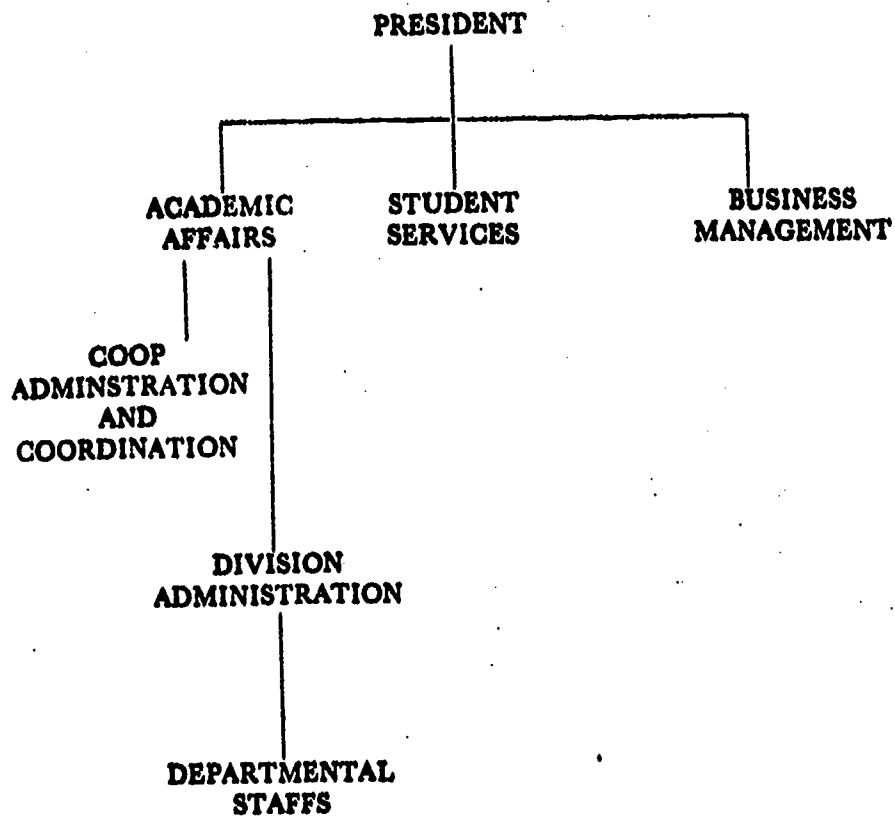 PRESIDENT
ACADEMIC
AFFAIRS
STUDENT
SERVICES
BUSINESS
MANAGEMENT
COOP
ADMINSTRATION
AND
COORDINATION
DIVISION
ADMINISTRATION
DEPARTMENTAL
STAFFS